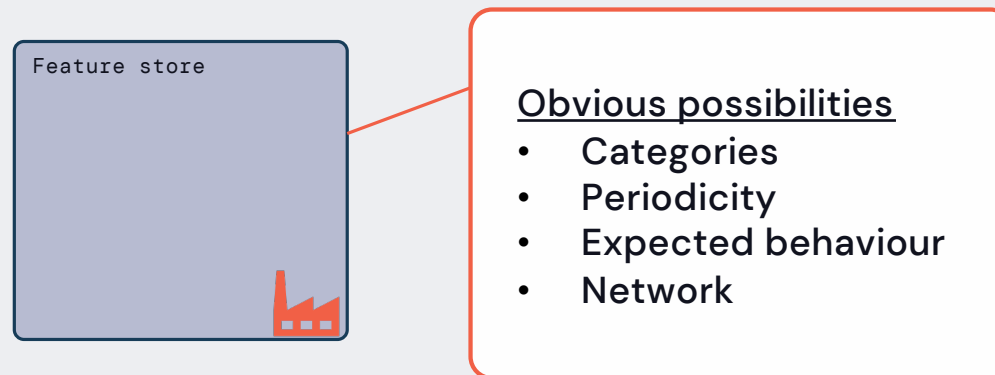 Feature store
Obvious possibilities
• Categories
• Periodicity
• Expected behaviour
• Network